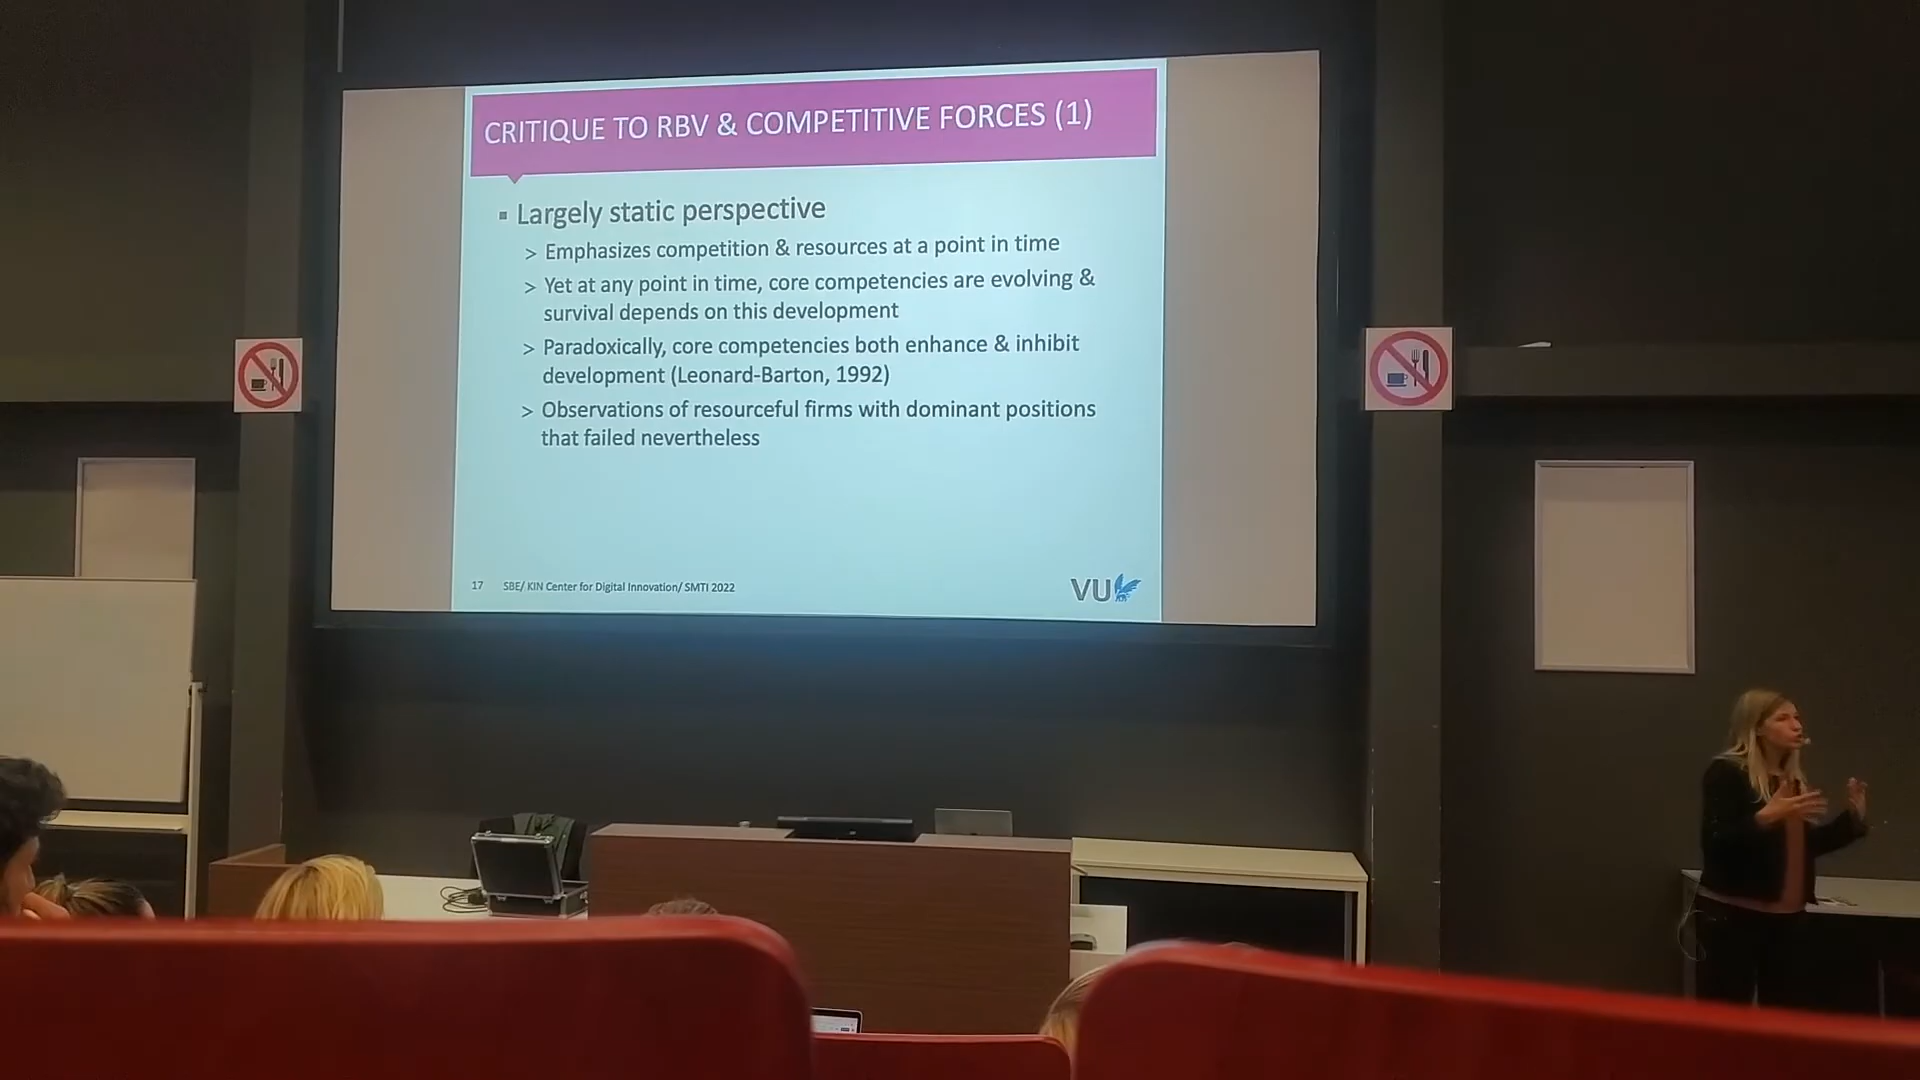 CRITIQUE TO RBV & COMPETITIVE FORCES (1)
▪ Largely static perspective
> Emphasizes competition & resources at a point in time
> Yet at any point in time, core competencies are evolving &
survival depends on this development
> Paradoxically, core competencies both enhance & inhibit
development (Leonard-Barton, 1992)
> Observations of resourceful firms with dominant positions
that failed nevertheless
17 SBE/ KIN Center for Digital Innovation/ SMTI 2022
VU